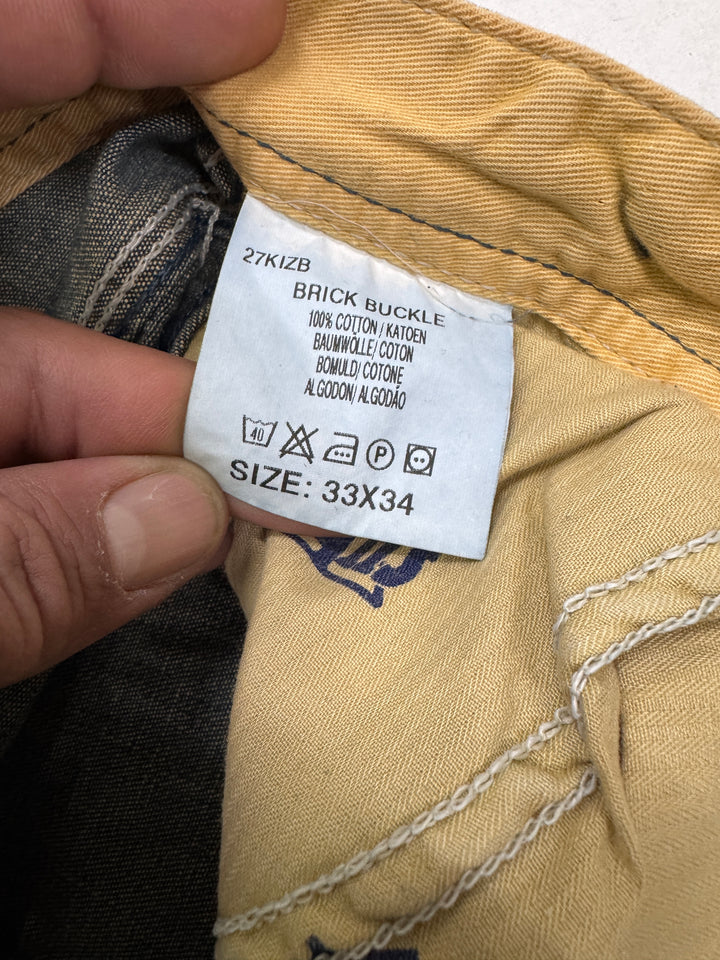 27KIZB
BRICK BUCKLE
100% COTTON / KATOEN
BAUMWOLLE/ COTON
BOMULD/ COTONE
ALGODON/ ALGODÃO
40 P
SIZE: 33X34